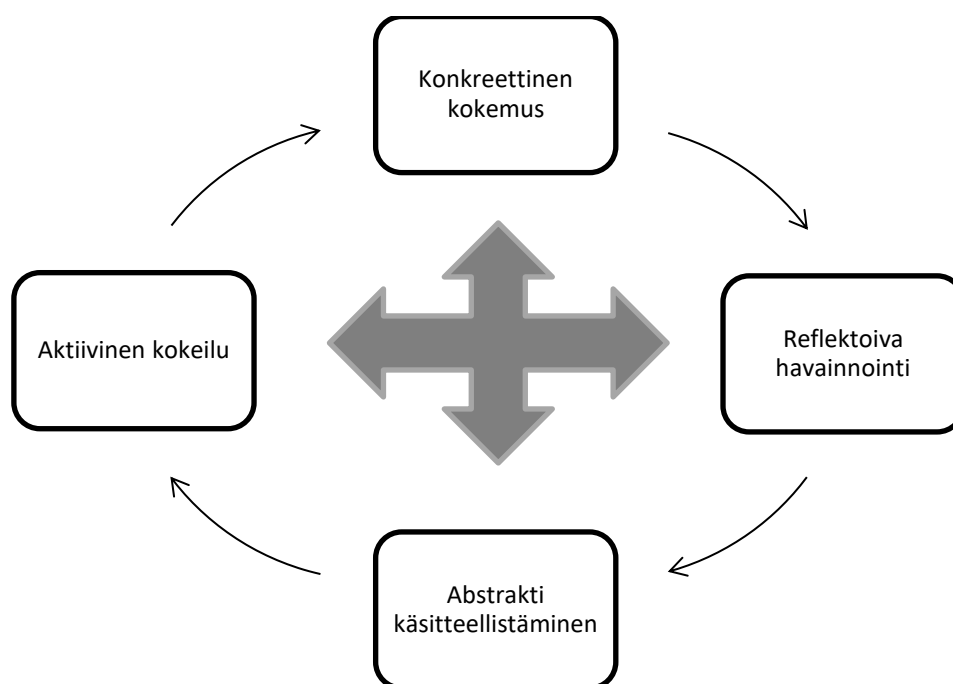 Konkreettinen
kokemus
Aktiivinen kokeilu
Reflektoiva
havainnointi
Abstrakti
käsitteellistäminen